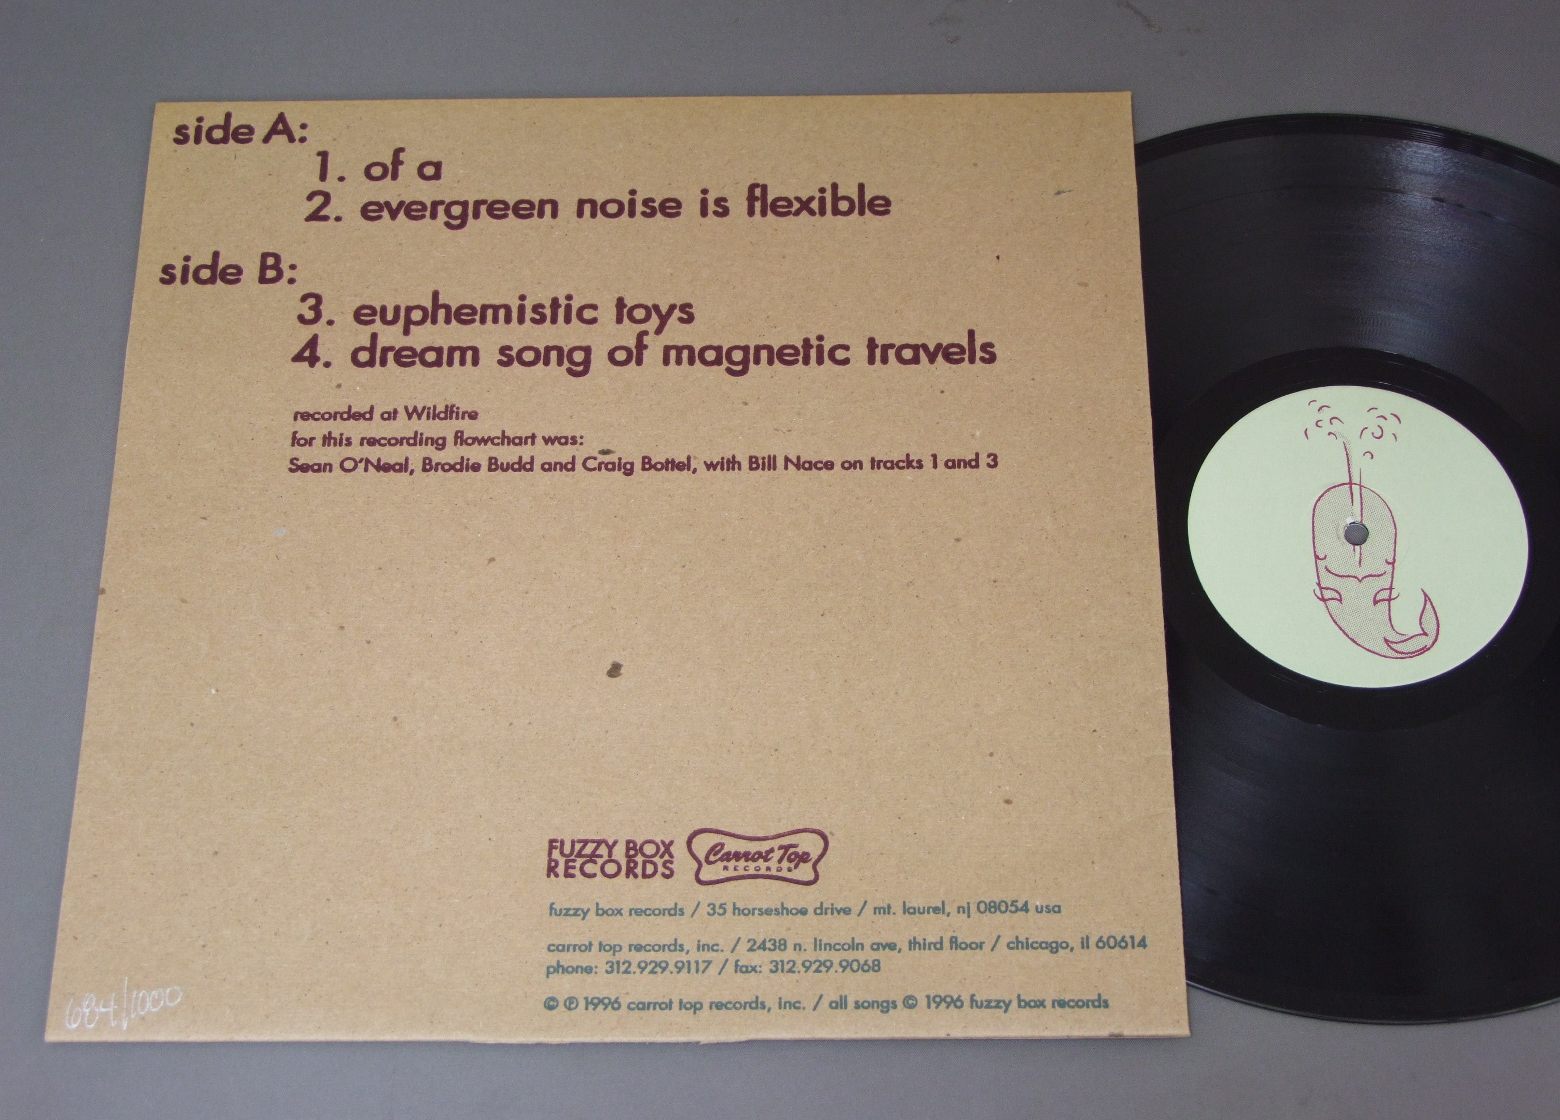 side A:
1. of a
2. evergreen noise is flexible
side B:
3. euphemistic toys
4. dream song of magnetic travels
recorded at Wildfire
for this recording flowchart was:
Sean O'Neal, Brodie Budd and Craig Bottel, with Bill Nace on tracks 1 and 3
FUZZY BOX
RECORDS
Carrot Top
RECORDS
fuzzy box records / 35 horseshoe drive / mt. laurel, nj 08054 usa
carrot top records, inc. / 2438 n. lincoln ave, third floor / chicago, il 60614
phone: 312.929.9117 / fax: 312.929.9068
© ℗ 1996 carrot top records, inc. / all songs © 1996 fuzzy box records
684/1000